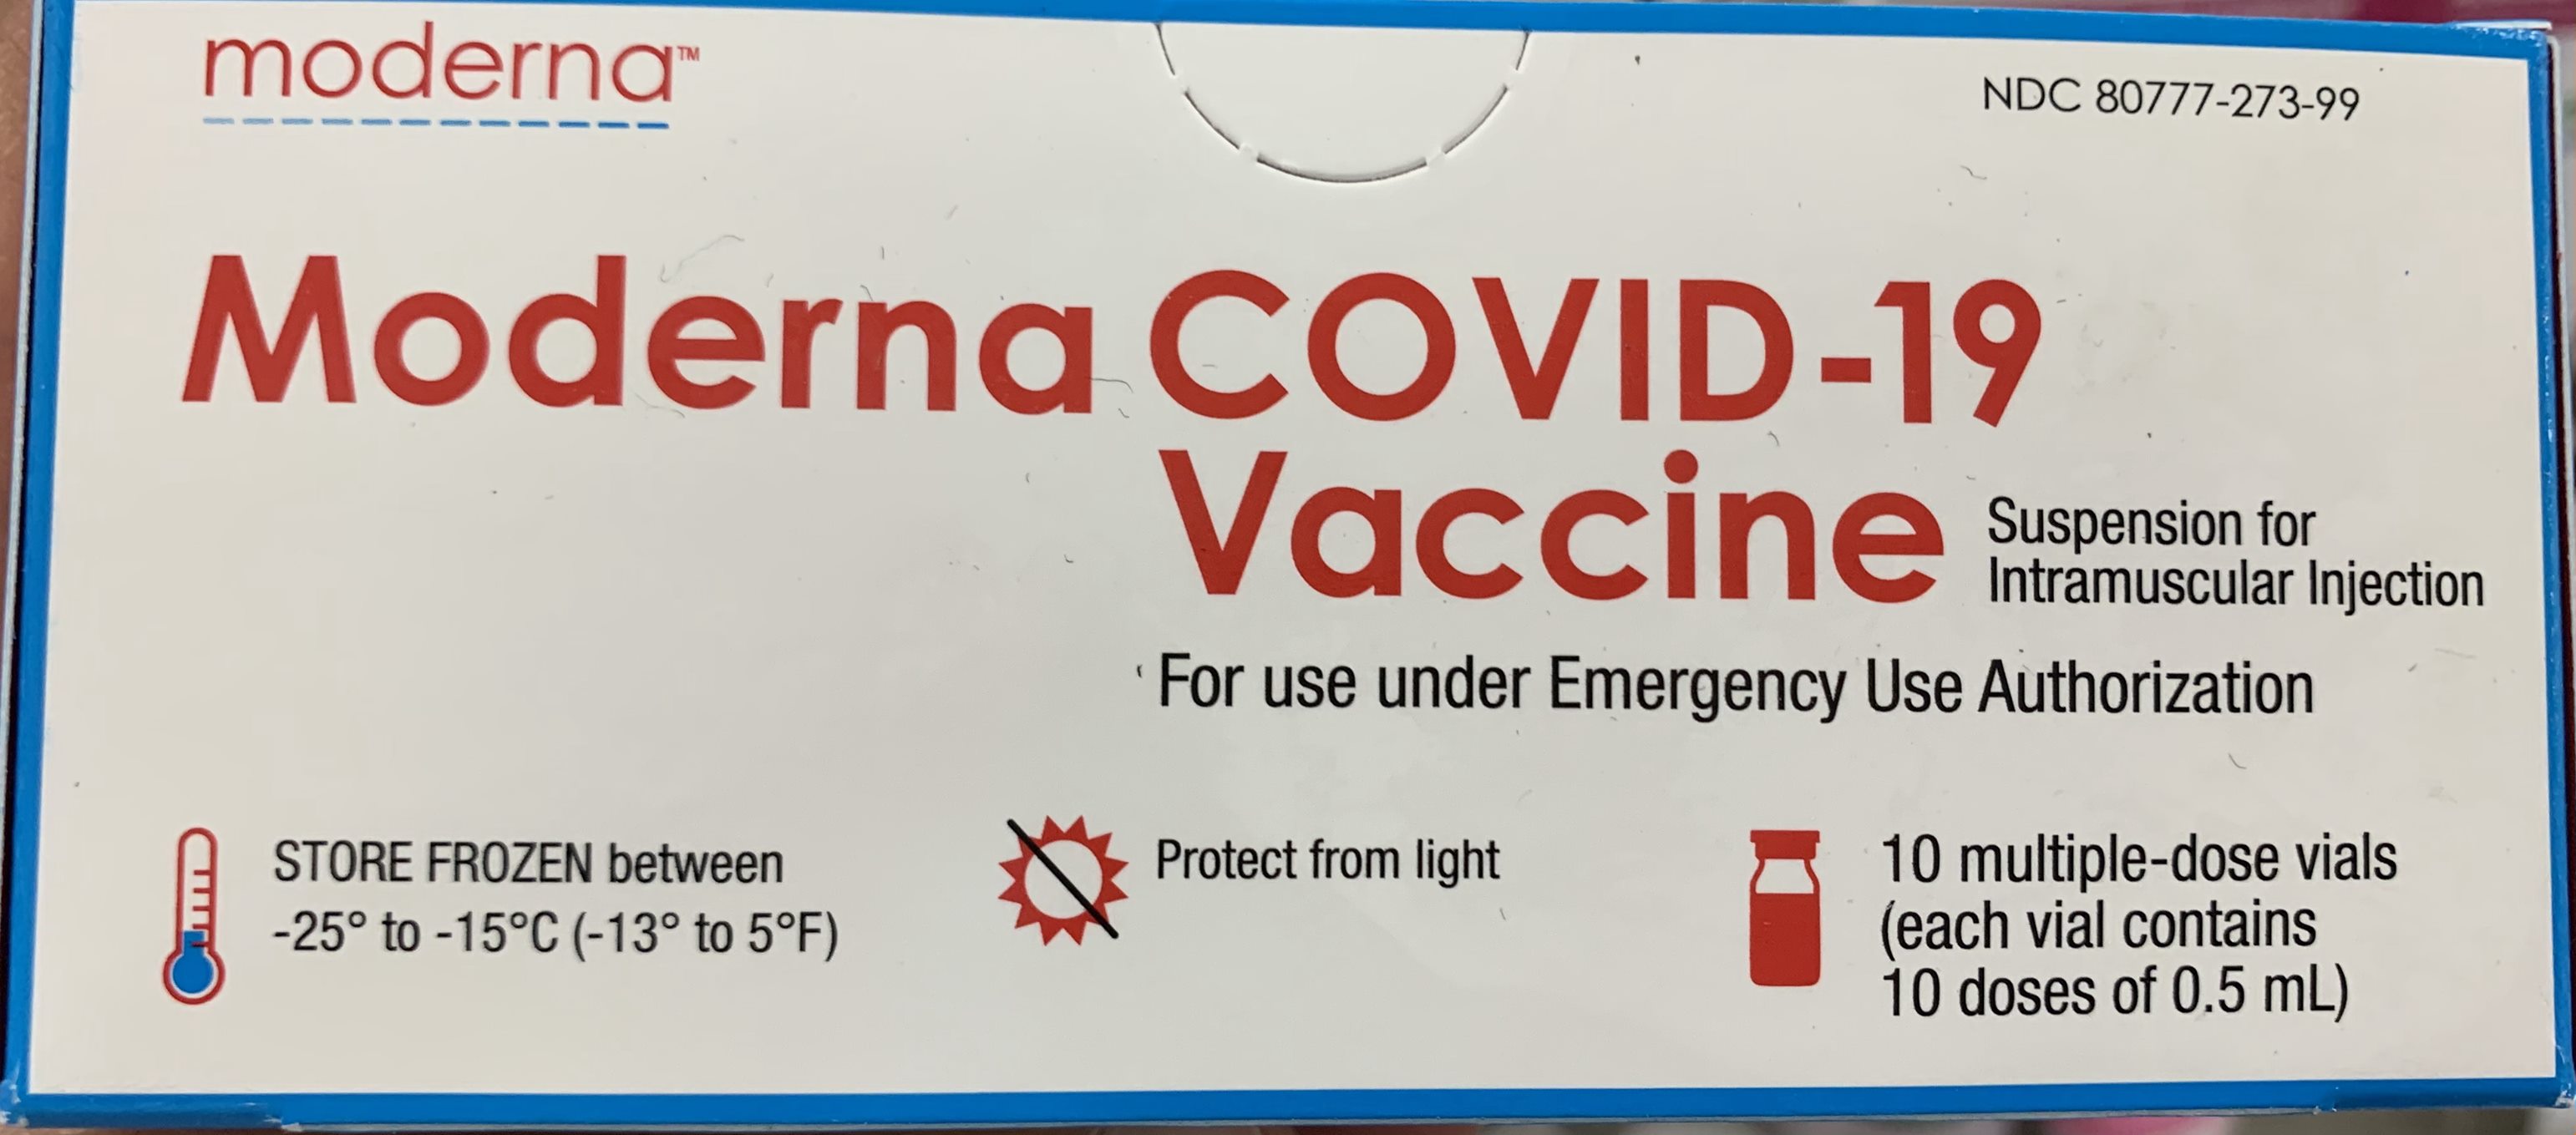 moderna™
NDC 80777-273-99
Moderna COVID-19
Vaccine
Suspension for
Intramuscular Injection
For use under Emergency Use Authorization
STORE FROZEN between
-25° to -15°C (-13° to 5°F)
Protect from light
10 multiple-dose vials
(each vial contains
10 doses of 0.5 mL)